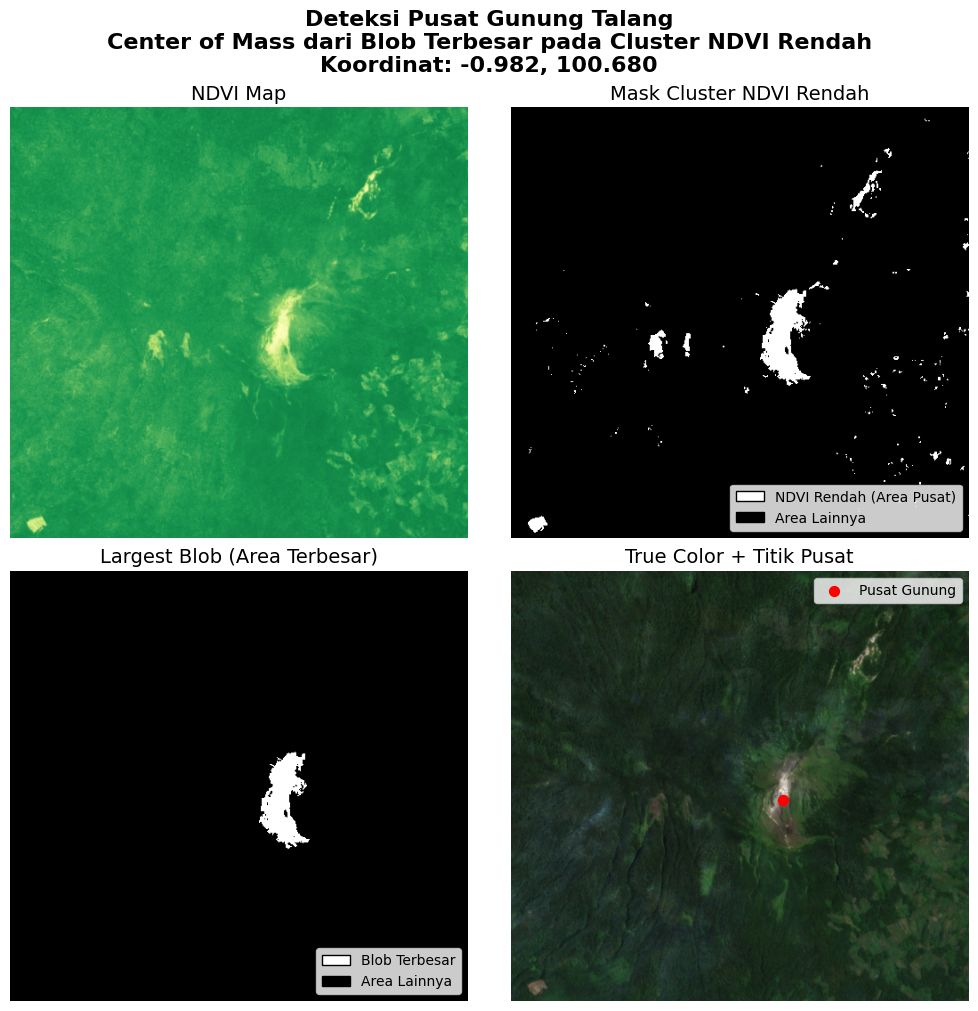 Deteksi Pusat Gunung Talang
Center of Mass dari Blob Terbesar pada Cluster NDVI Rendah
Koordinat: -0.982, 100.680
NDVI Map
Mask Cluster NDVI Rendah
NDVI Rendah (Area Pusat)
Area Lainnya
Largest Blob (Area Terbesar)
True Color + Titik Pusat
Pusat Gunung
Blob Terbesar
Area Lainnya